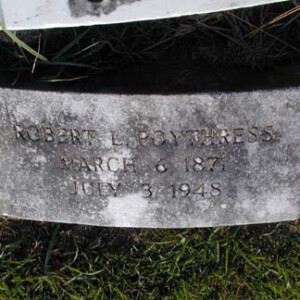 ROBERT L. POYTHRESS
MARCH 6 1871
JULY 3 1948